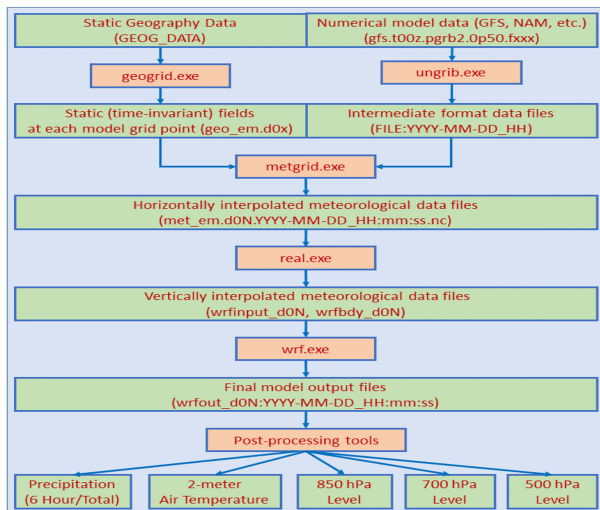 Static Geography Data
(GEOG_DATA)
Numerical model data (GFS, NAM, etc.)
(gfs.t00z.pgrb2.0p50.fxxx)
geogrid.exe
ungrib.exe
Static (time-invariant) fields
at each model grid point (geo_em.d0x)
Intermediate format data files
(FILE:YYYY-MM-DD_HH)
metgrid.exe
Horizontally interpolated meteorological data files
(met_em.d0N.YYYY-MM-DD_HH:mm:ss.nc)
real.exe
Vertically interpolated meteorological data files
(wrfinput_d0N, wrfbdy_d0N)
wrf.exe
Final model output files
(wrfout_d0N:YYYY-MM-DD_HH:mm:ss)
Post-processing tools
Precipitation
(6 Hour/Total)
2-meter
Air Temperature
850 hPa
Level
700 hPa
Level
500 hPa
Level